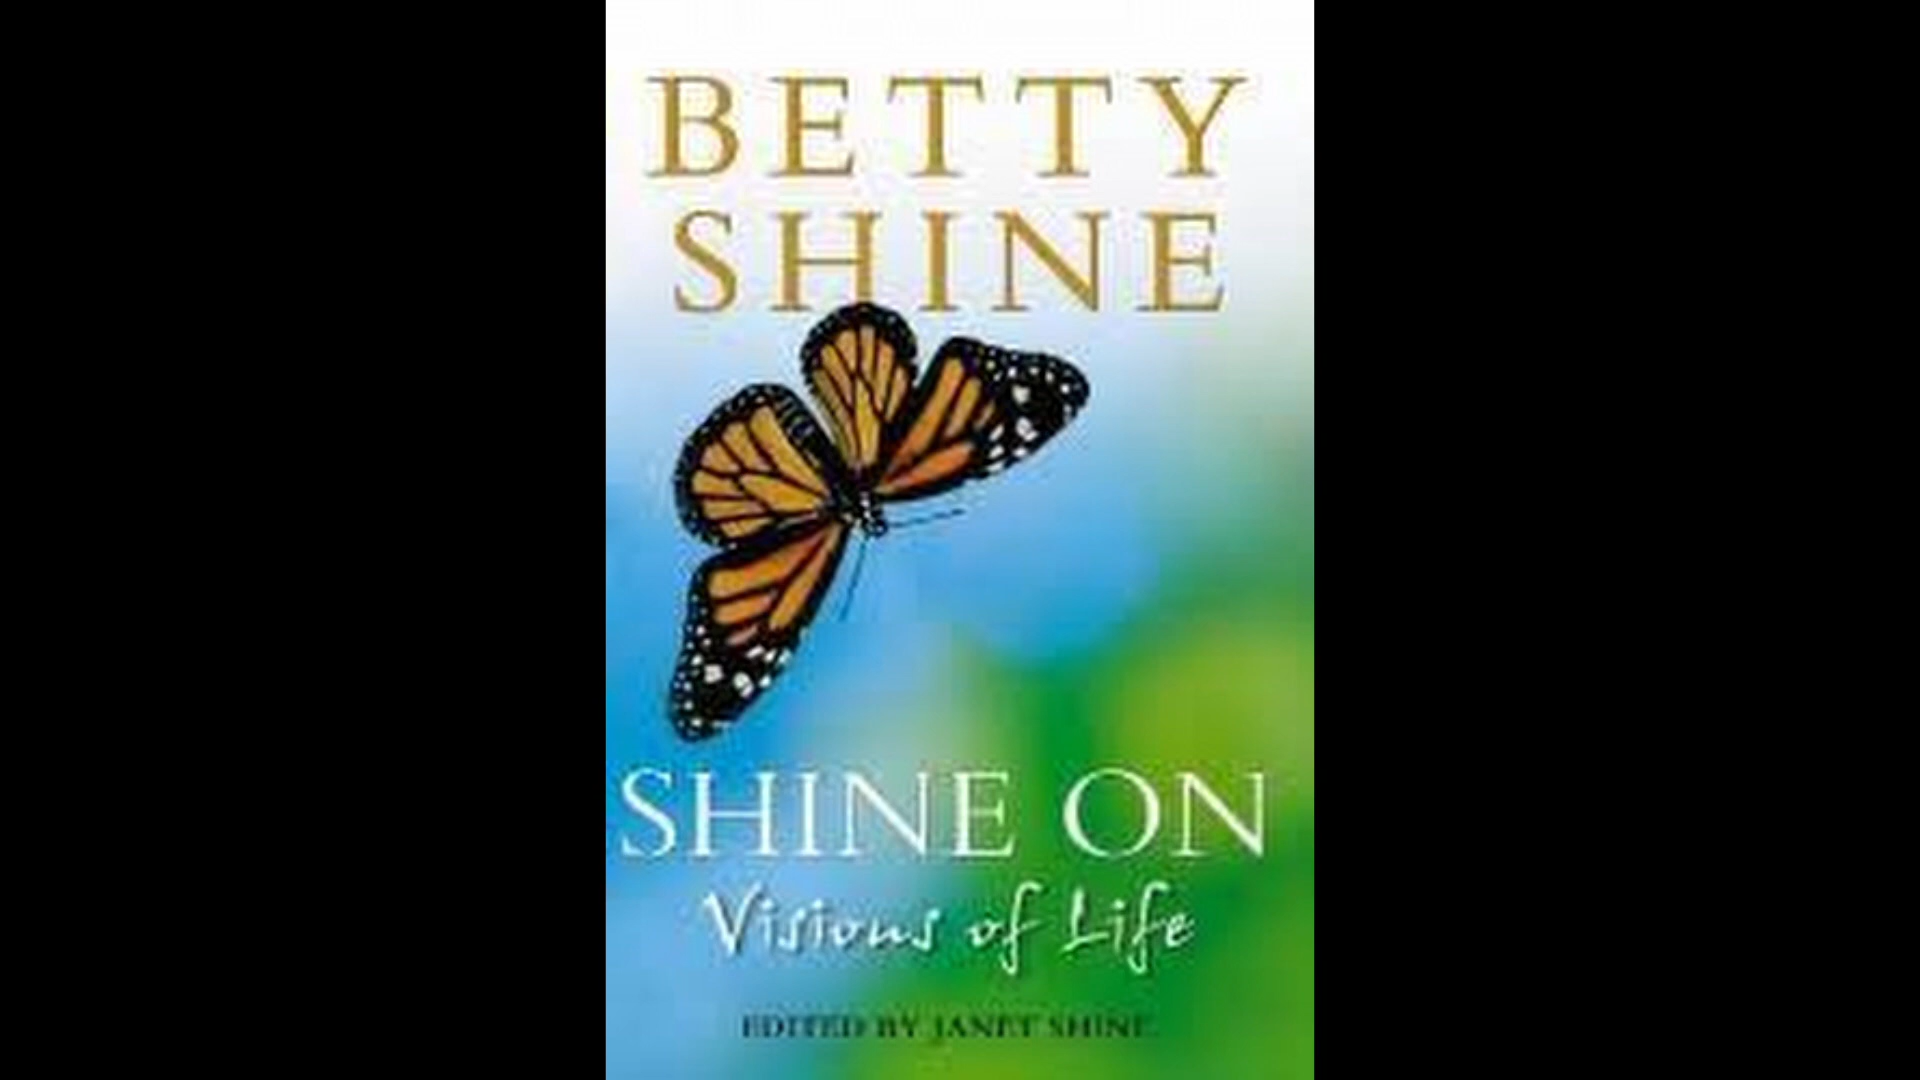 BETTY
SHINE
SHINE ON
Visions of Life
EDITED BY JANET SHINE